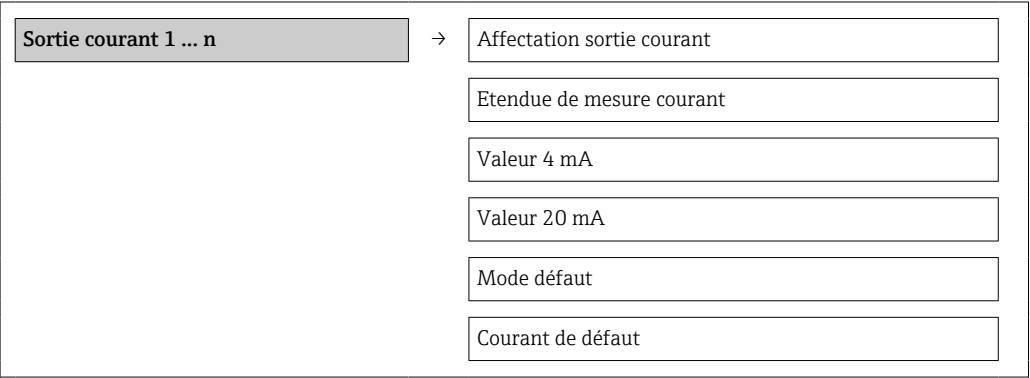 Sortie courant 1 … n → Affectation sortie courant
Etendue de mesure courant
Valeur 4 mA
Valeur 20 mA
Mode défaut
Courant de défaut